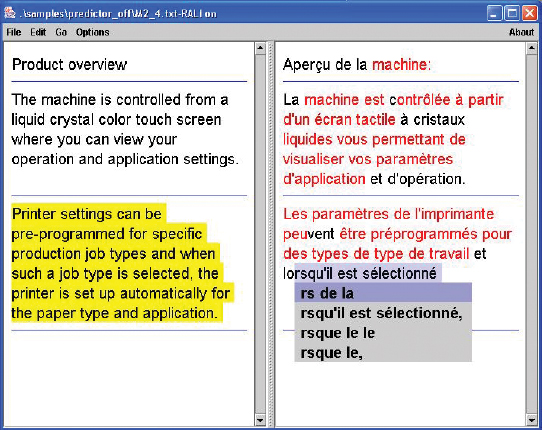 ..\samples\predictor_off\M2_4.txt-RALI on
File Edit Go Options About
Product overview
The machine is controlled from a
liquid crystal color touch screen
where you can view your
operation and application settings.
Printer settings can be
pre-programmed for specific
production job types and when
such a job type is selected, the
printer is set up automatically for
the paper type and application.
Aperçu de la machine:
La machine est contrôlée à partir
d'un écran tactile à cristaux
liquides vous permettant de
visualiser vos paramètres
d'application et d'opération.
Les paramètres de l'imprimante
peuvent être préprogrammés pour
des types de type de travail et
lorsqu'il est sélectionné
rs de la
rsqu'il est sélectionné,
rsque le le
rsque le,